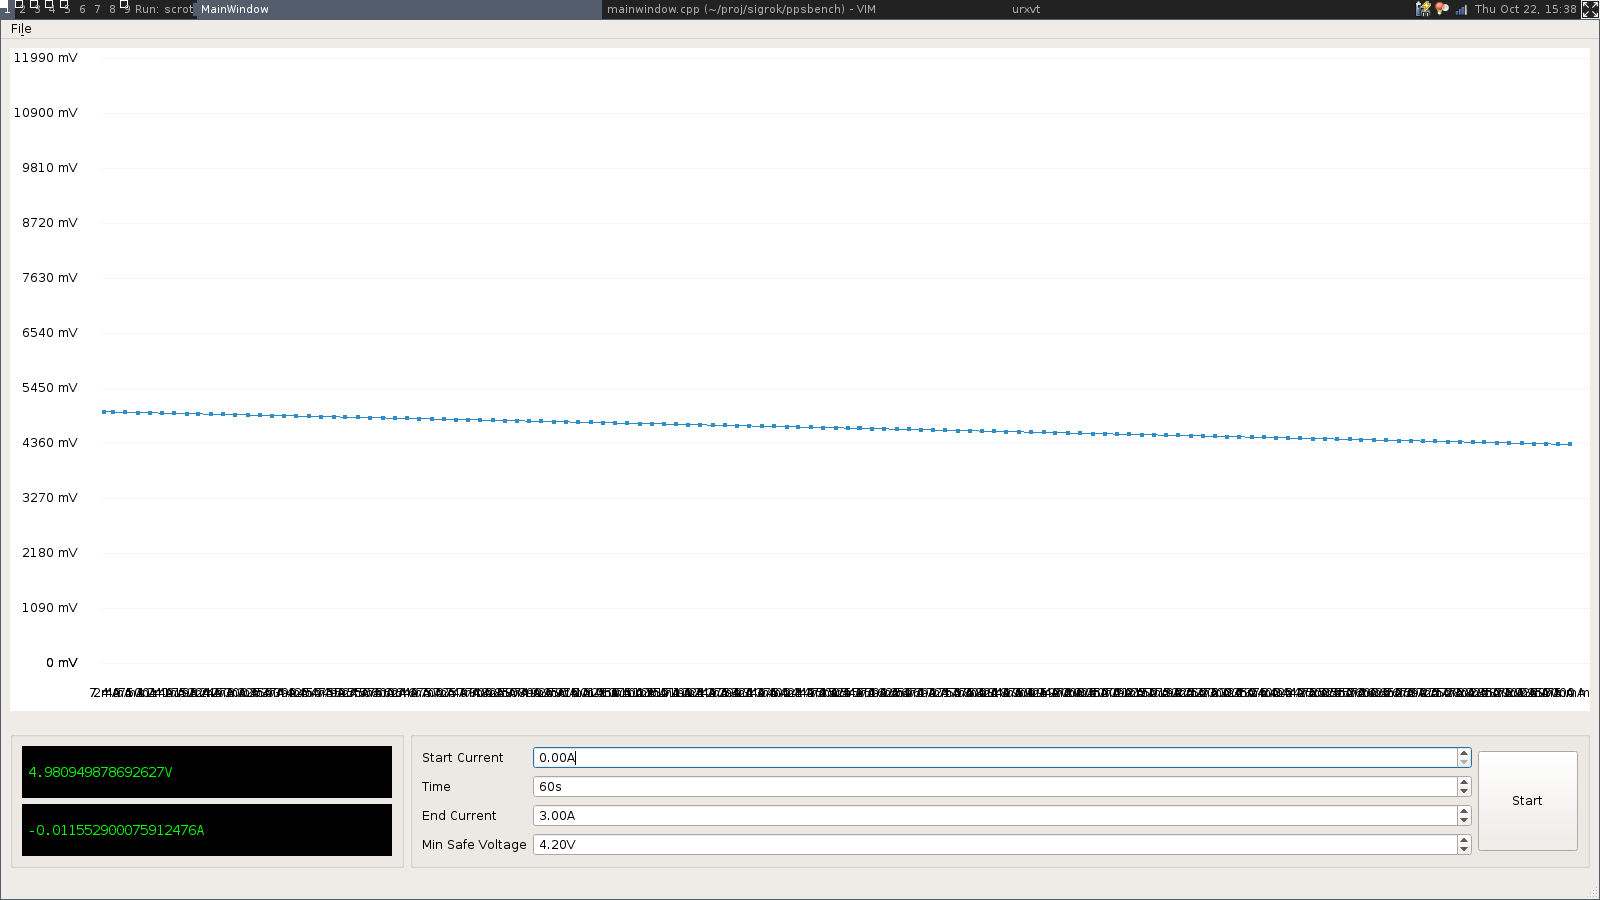 1 2 3 4 5 6 7 8 9 Run: scrot MainWindow mainwindow.cpp (~/proj/sigrok/ppsbench) - VIM urxvt Thu Oct 22, 15:38
File
11990 mV
10900 mV
9810 mV
8720 mV
7630 mV
6540 mV
5450 mV
4360 mV
3270 mV
2180 mV
1090 mV
0 mV
4.980949878692627V
-0.011552900075912476A
Start Current 0.00A
Time 60s
End Current 3.00A
Min Safe Voltage 4.20V
Start